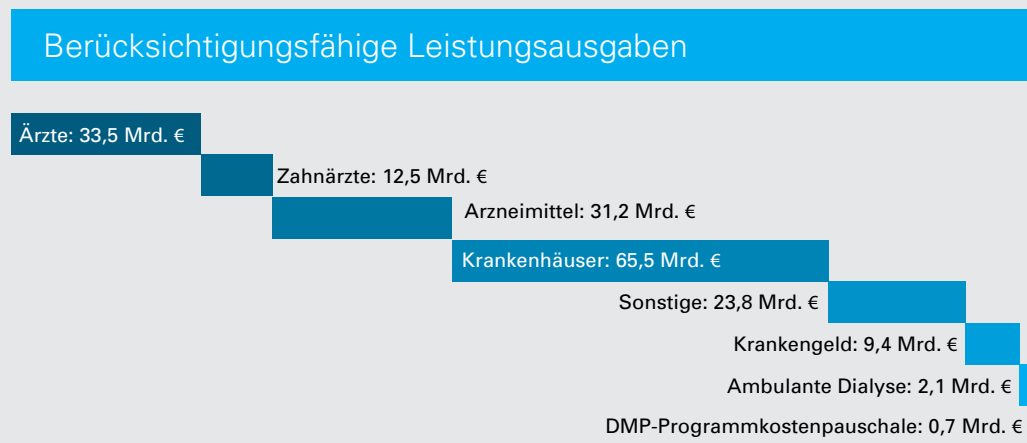 Berücksichtigungsfähige Leistungsausgaben
Ärzte: 33,5 Mrd. €
Zahnärzte: 12,5 Mrd. €
Arzneimittel: 31,2 Mrd. €
Krankenhäuser: 65,5 Mrd. €
Sonstige: 23,8 Mrd. €
Krankengeld: 9,4 Mrd. €
Ambulante Dialyse: 2,1 Mrd. €
DMP-Programmkostenpauschale: 0,7 Mrd. €